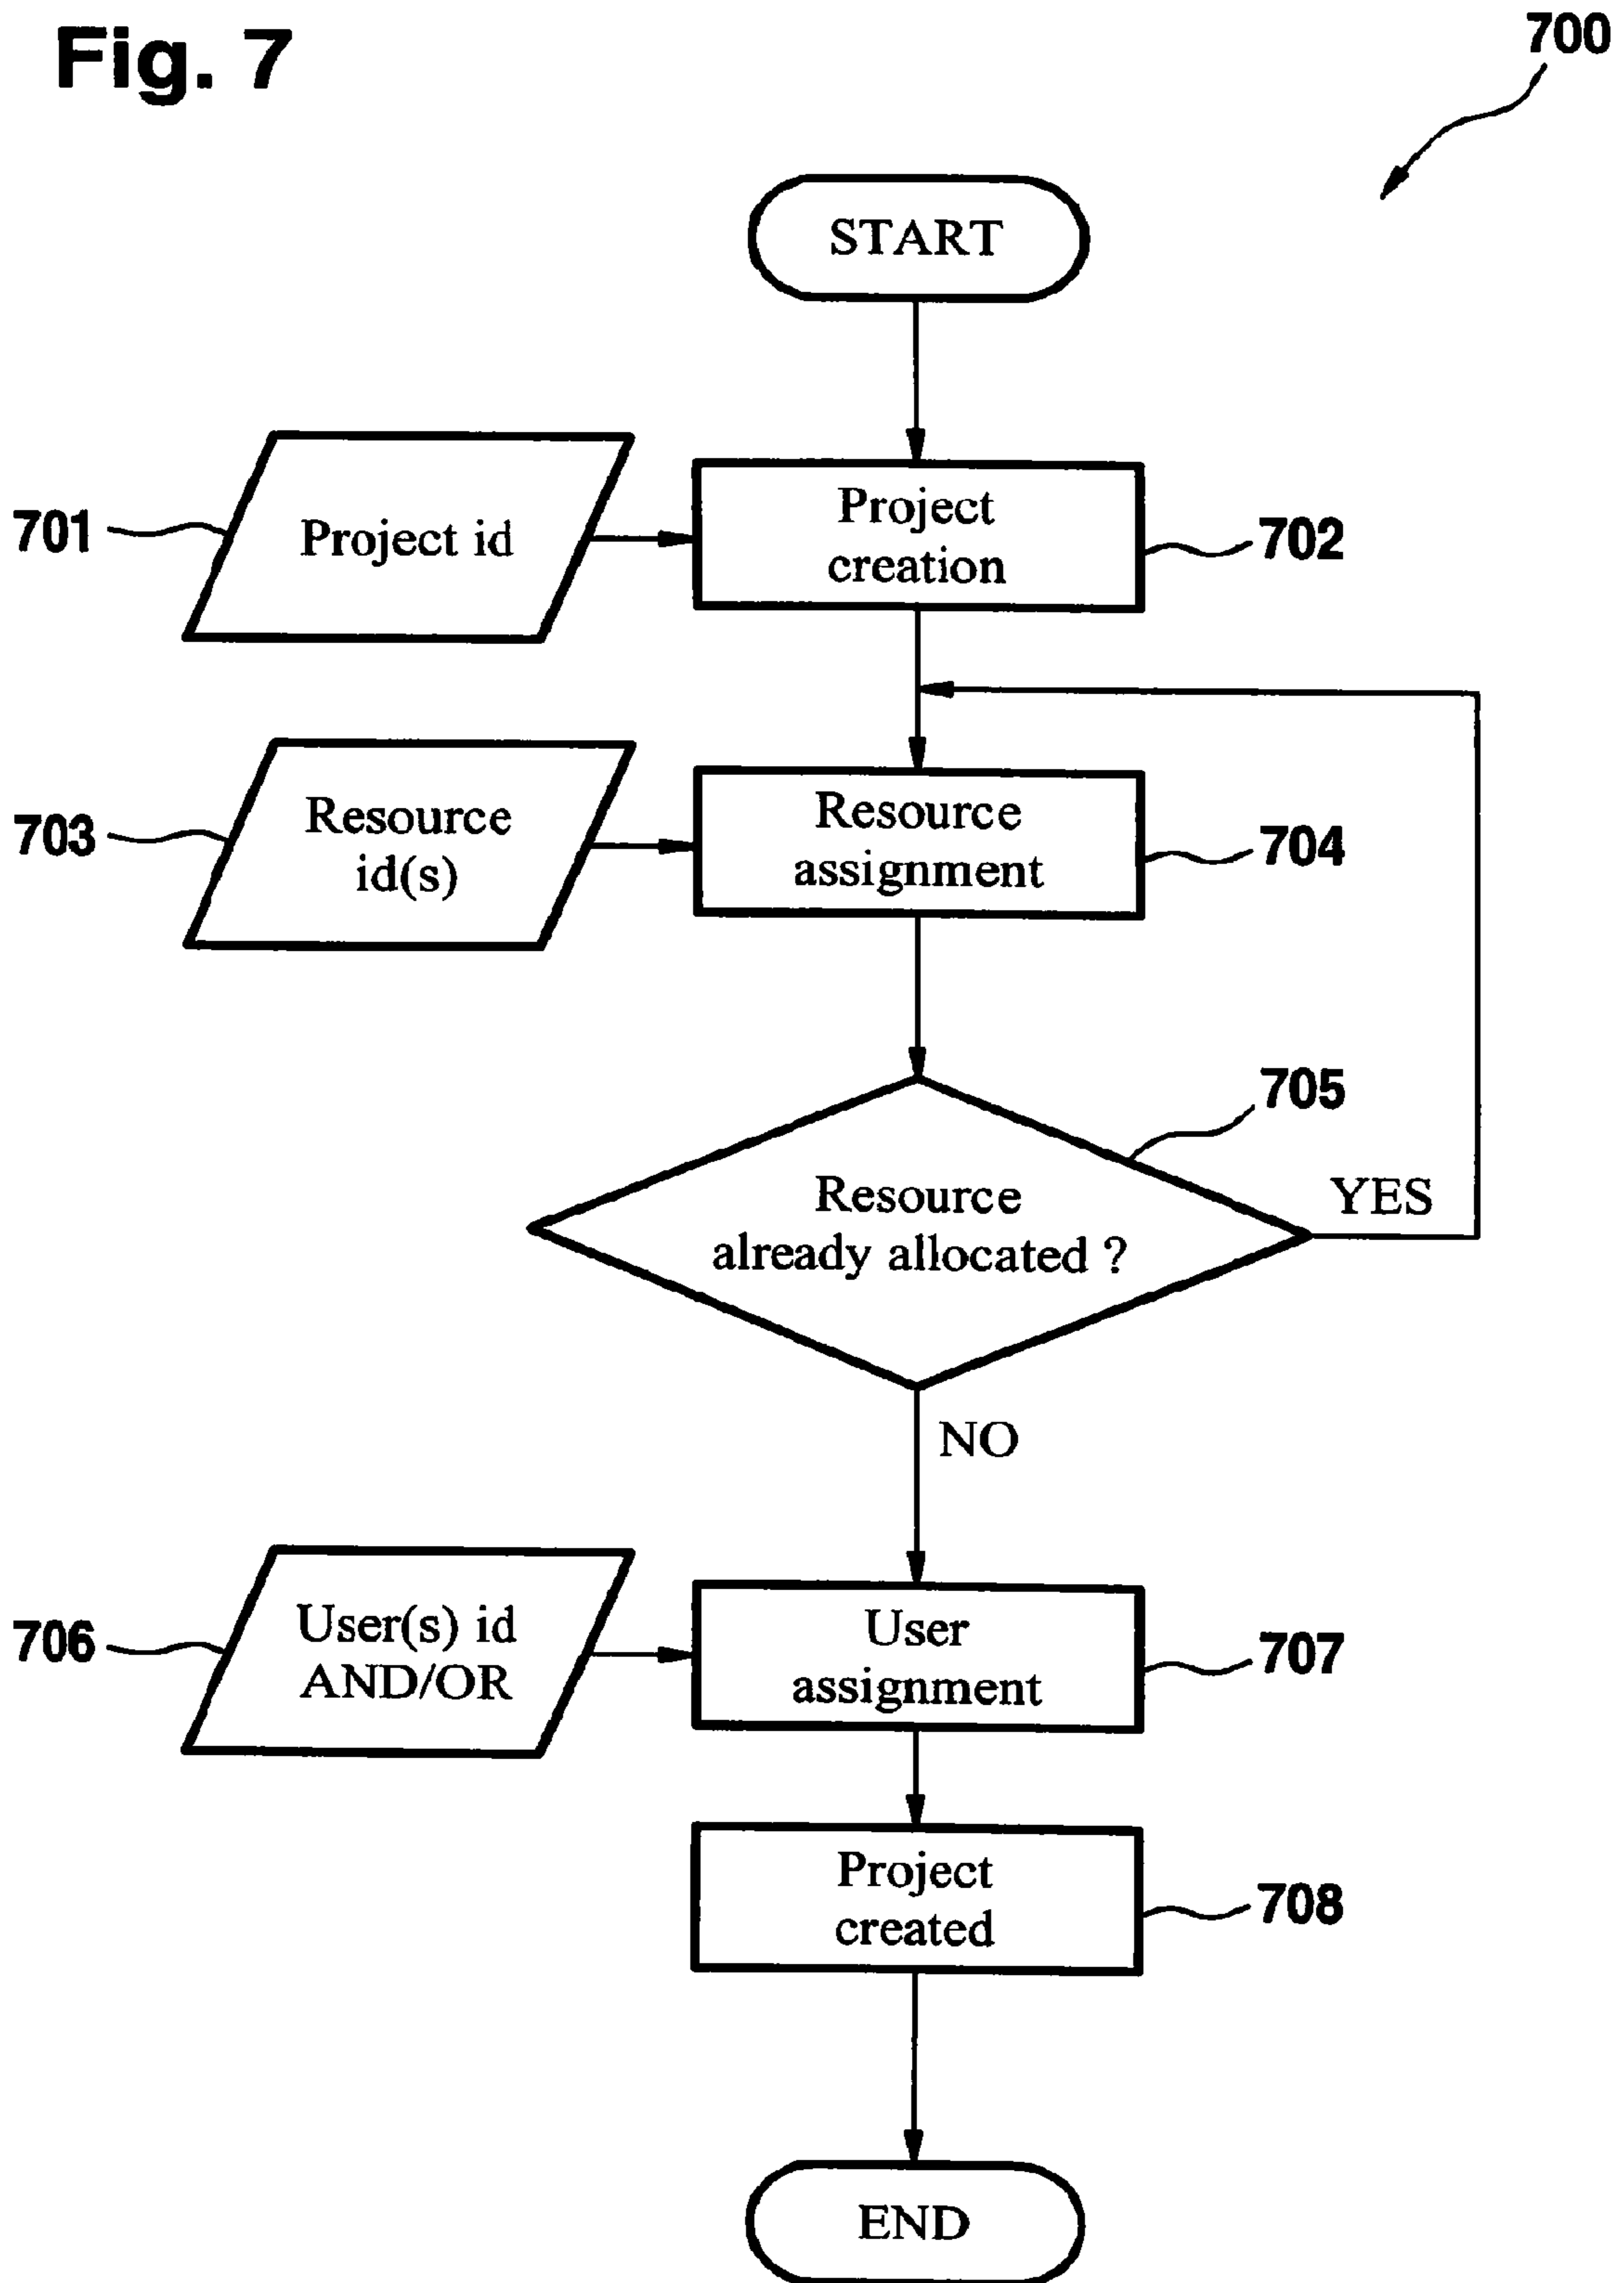 Fig. 7
700
START
701
Project id
Project
creation
702
703
Resource
id(s)
Resource
assignment
704
705
Resource
already allocated ?
YES
NO
706
User(s) id
AND/OR
User
assignment
707
Project
created
708
END